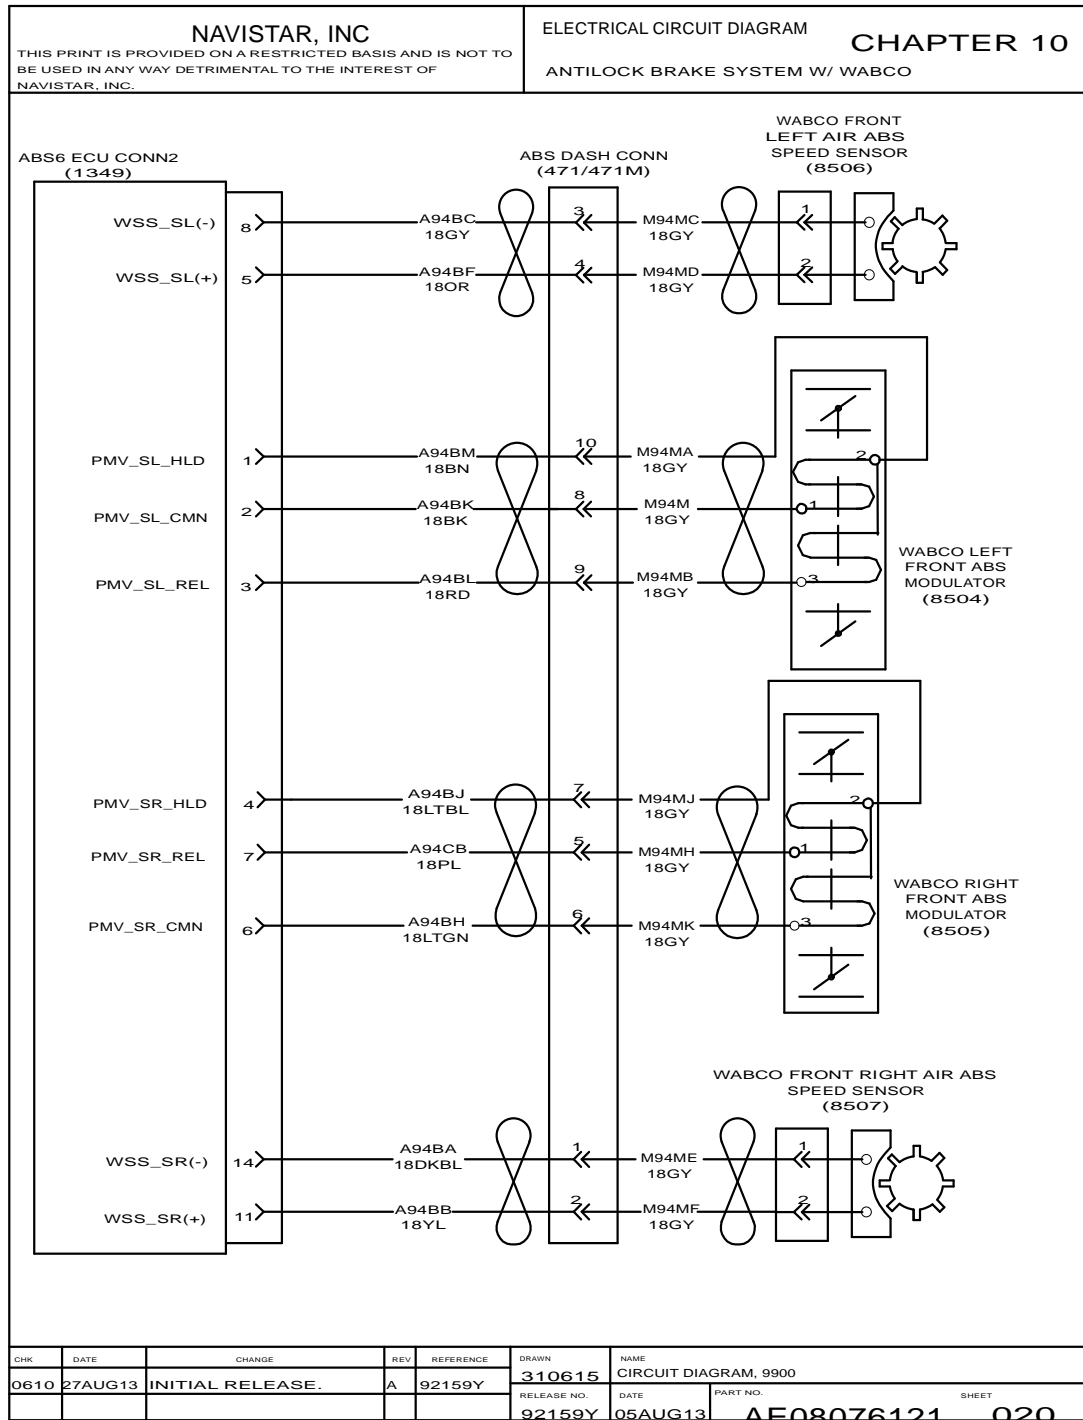 NAVISTAR, INC
THIS PRINT IS PROVIDED ON A RESTRICTED BASIS AND IS NOT TO
BE USED IN ANY WAY DETRIMENTAL TO THE INTEREST OF
NAVISTAR, INC.
ELECTRICAL CIRCUIT DIAGRAM
CHAPTER 10
ANTILOCK BRAKE SYSTEM W/ WABCO
ABS6 ECU CONN2
(1349)
ABS DASH CONN
(471/471M)
WABCO FRONT
LEFT AIR ABS
SPEED SENSOR
(8506)
WSS_SL(-) 8 A94BC 3 M94MC 1
18GY 18GY
WSS_SL(+) 5 A94BF 4 M94MD 2
18OR 18GY
PMV_SL_HLD 1 A94BM 10 M94MA 2
18BN 18GY
PMV_SL_CMN 2 A94BK 8 M94M 1
18BK 18GY
PMV_SL_REL 3 A94BL 9 M94MB 3
18RD 18GY
WABCO LEFT
FRONT ABS
MODULATOR
(8504)
PMV_SR_HLD 4 A94BJ 7 M94MJ 2
18LTBL 18GY
PMV_SR_REL 7 A94CB 5 M94MH 1
18PL 18GY
PMV_SR_CMN 6 A94BH 6 M94MK 3
18LTGN 18GY
WABCO RIGHT
FRONT ABS
MODULATOR
(8505)
WABCO FRONT RIGHT AIR ABS
SPEED SENSOR
(8507)
WSS_SR(-) 14 A94BA 1 M94ME 1
18DKBL 18GY
WSS_SR(+) 11 A94BB 2 M94MF 2
18YL 18GY
CHK DATE CHANGE REV REFERENCE
0610 27AUG13 INITIAL RELEASE. A 92159Y
DRAWN NAME
310615 CIRCUIT DIAGRAM, 9900
RELEASE NO. DATE PART NO. SHEET
92159Y 05AUG13 AE08076121 020